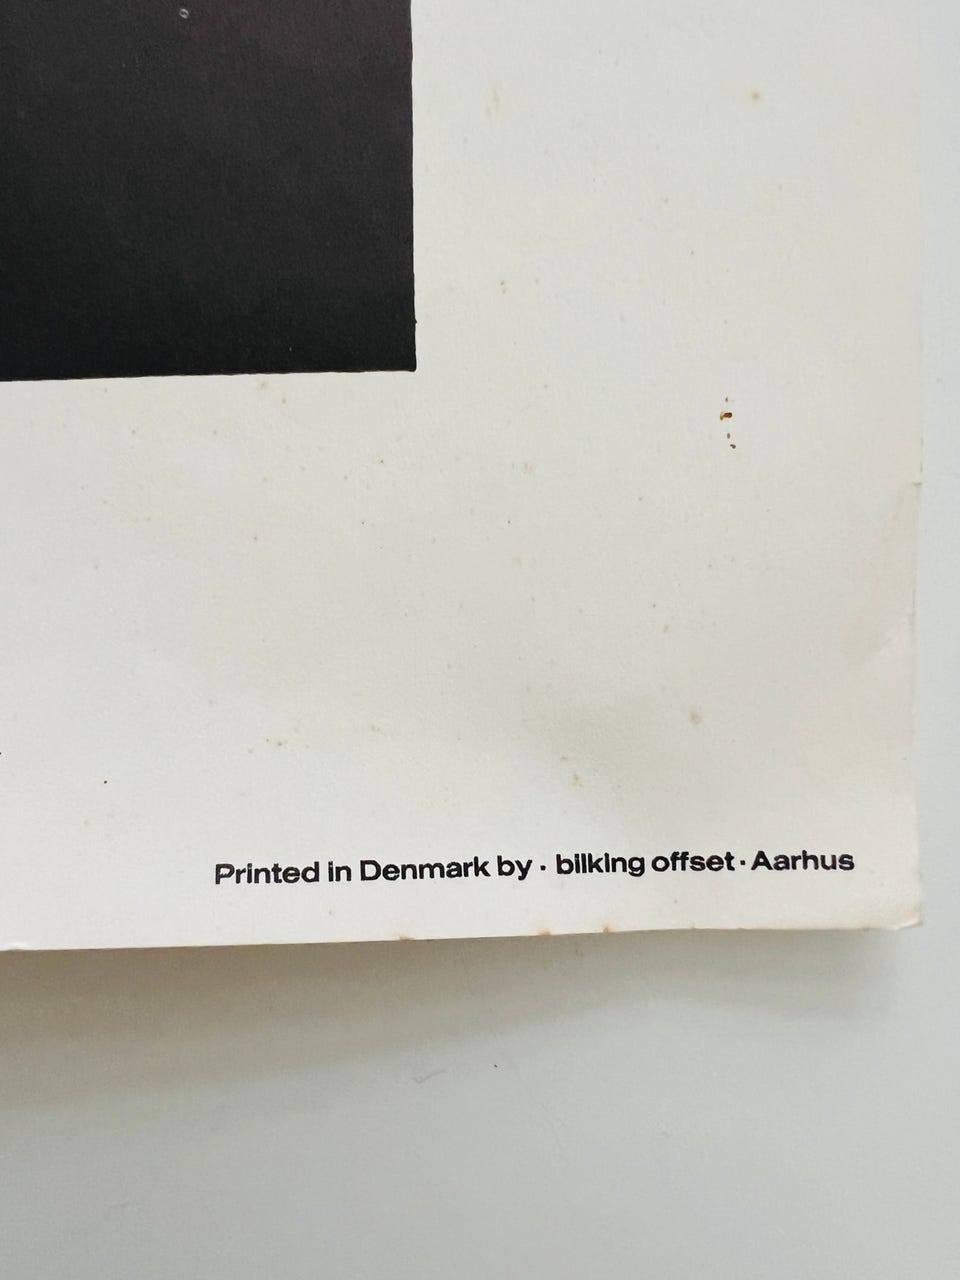 Printed in Denmark by · bilking offset · Aarhus